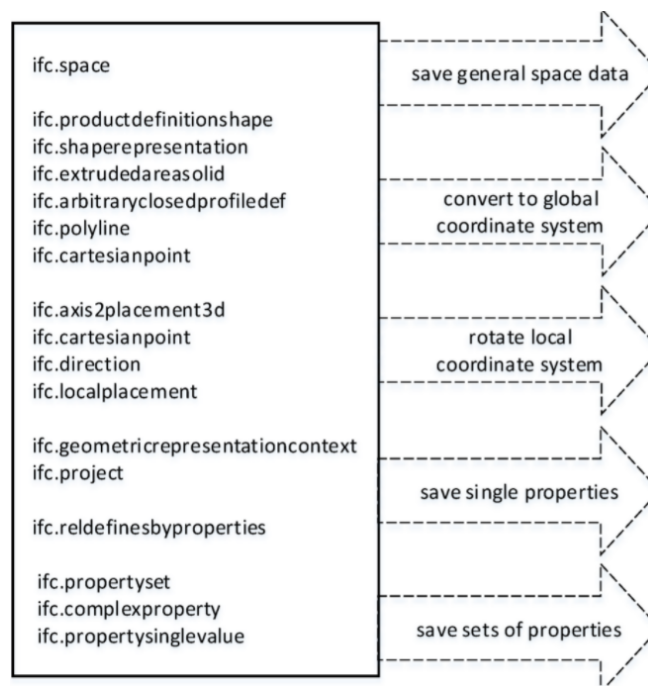 ifc.space
ifc.productdefinitionshape
ifc.shaperepresentation
ifc.extrudedareasolid
ifc.arbitraryclosedprofiledef
ifc.polyline
ifc.cartesianpoint
ifc.axis2placement3d
ifc.cartesianpoint
ifc.direction
ifc.localplacement
ifc.geometricrepresentationcontext
ifc.project
ifc.reldefinesbyproperties
ifc.propertyset
ifc.complexproperty
ifc.propertysinglevalue
save general space data
convert to global
coordinate system
rotate local
coordinate system
save single properties
save sets of properties